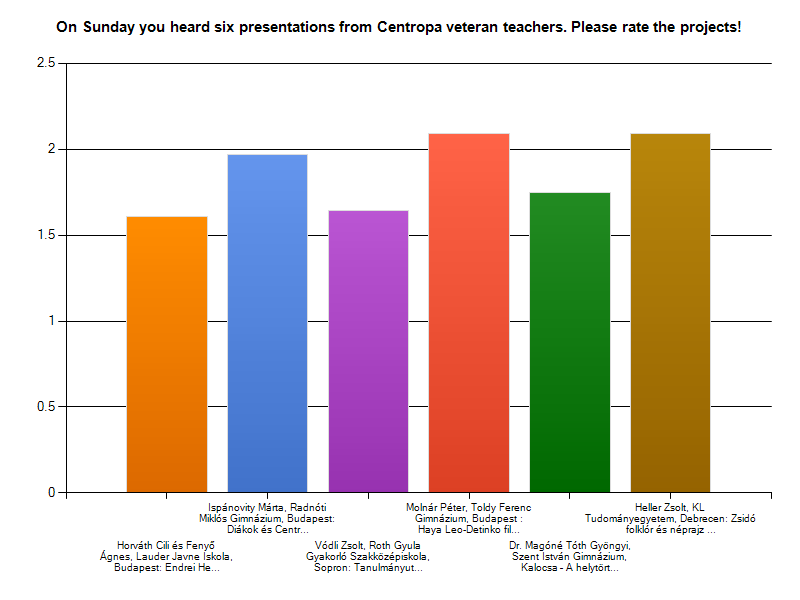 On Sunday you heard six presentations from Centropa veteran teachers. Please rate the projects!
2.5
2
1.5
1
0.5
0
Ispánovity Márta, Radnóti
Miklós Gimnázium, Budapest:
Diákok és Centr...
Molnár Péter, Toldy Ferenc
Gimnázium, Budapest :
Haya Leo-Detinko fil...
Heller Zsolt, KL
Tudományegyetem, Debrecen: Zsidó
folklór és néprajz ...
Horváth Cili és Fenyő
Ágnes, Lauder Javne Iskola,
Budapest: Endrei He...
Vódli Zsolt, Roth Gyula
Gyakorló Szakközépiskola,
Sopron: Tanulmányut...
Dr. Magóné Tóth Gyöngyi,
Szent István Gimnázium,
Kalocsa - A helytört...